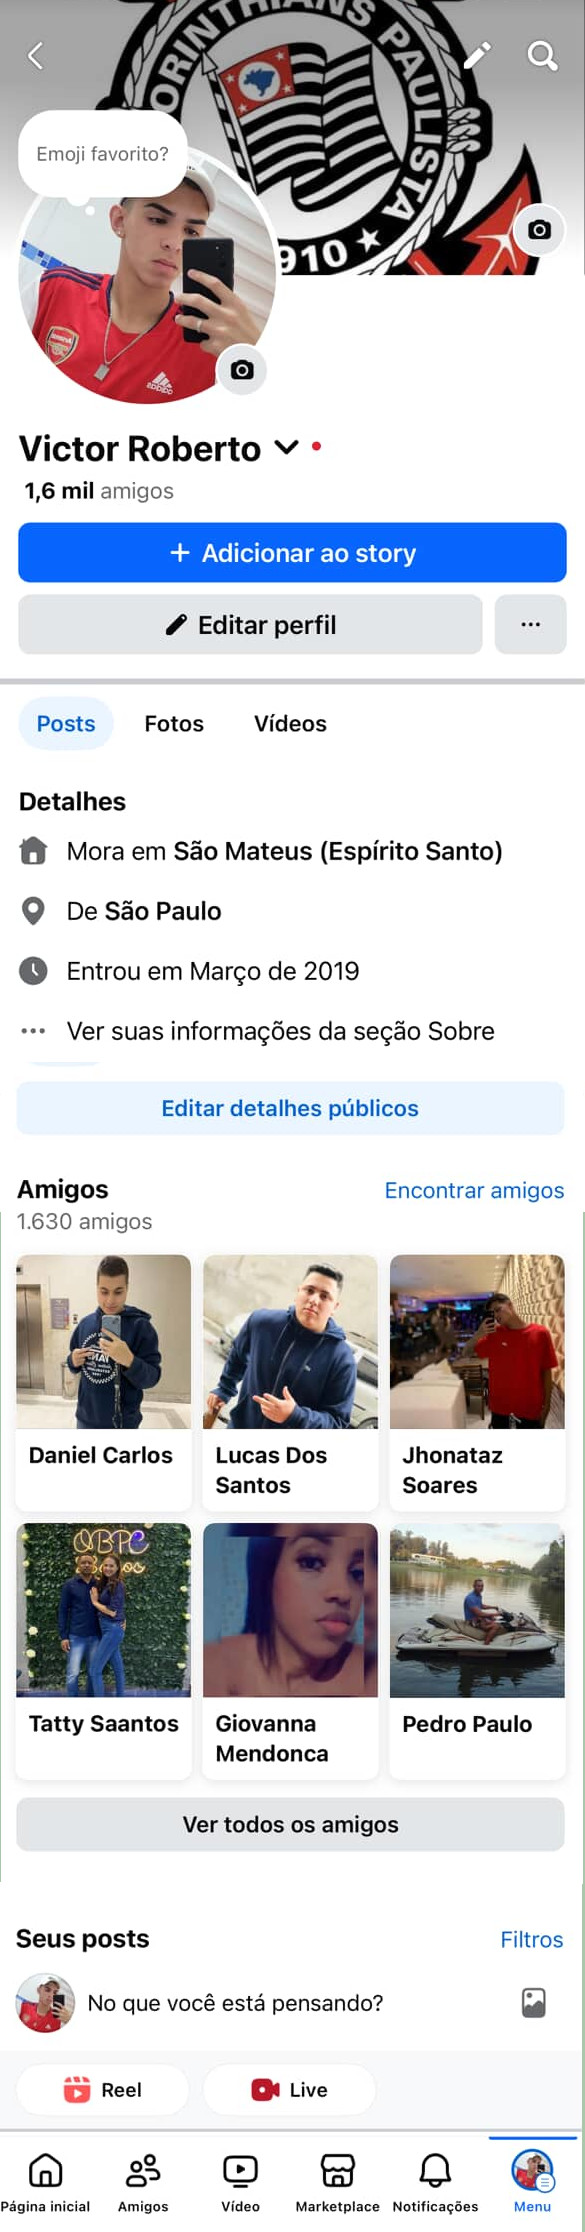 CORINTHIANS PAULISTA
1910
Emoji favorito?
adidas
Victor Roberto
1,6 mil amigos
+ Adicionar ao story
Editar perfil
Posts Fotos Vídeos
Detalhes
Mora em São Mateus (Espírito Santo)
De São Paulo
Entrou em Março de 2019
Ver suas informações da seção Sobre
Editar detalhes públicos
Amigos Encontrar amigos
1.630 amigos
Daniel Carlos
Lucas Dos
Santos
Jhonataz
Soares
OBPC
Tatty Saantos
Giovanna
Mendonca
Pedro Paulo
Ver todos os amigos
Seus posts Filtros
No que você está pensando?
Reel Live
Página inicial Amigos Vídeo Marketplace Notificações Menu